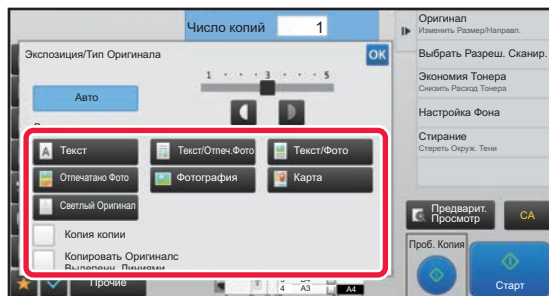 Число копий 1
Экспозиция/Тип Оригинала
OK
1 3 5
Авто
Текст
Текст/Отпеч.Фото
Текст/Фото
Отпечатано Фото
Фотография
Карта
Светлый Оригинал
Копия копии
Копировать Оригиналс
Выделенн. Линиями
Прочие
4 A3
A4
Оригинал
Изменить Размер/Направл.
Выбрать Разреш. Сканир.
Экономия Тонера
Снизить Расход Тонера
Настройка Фона
Стирание
Стереть Окруж. Тени
Предварит.
Просмотр
CA
Проб. Копия
Старт